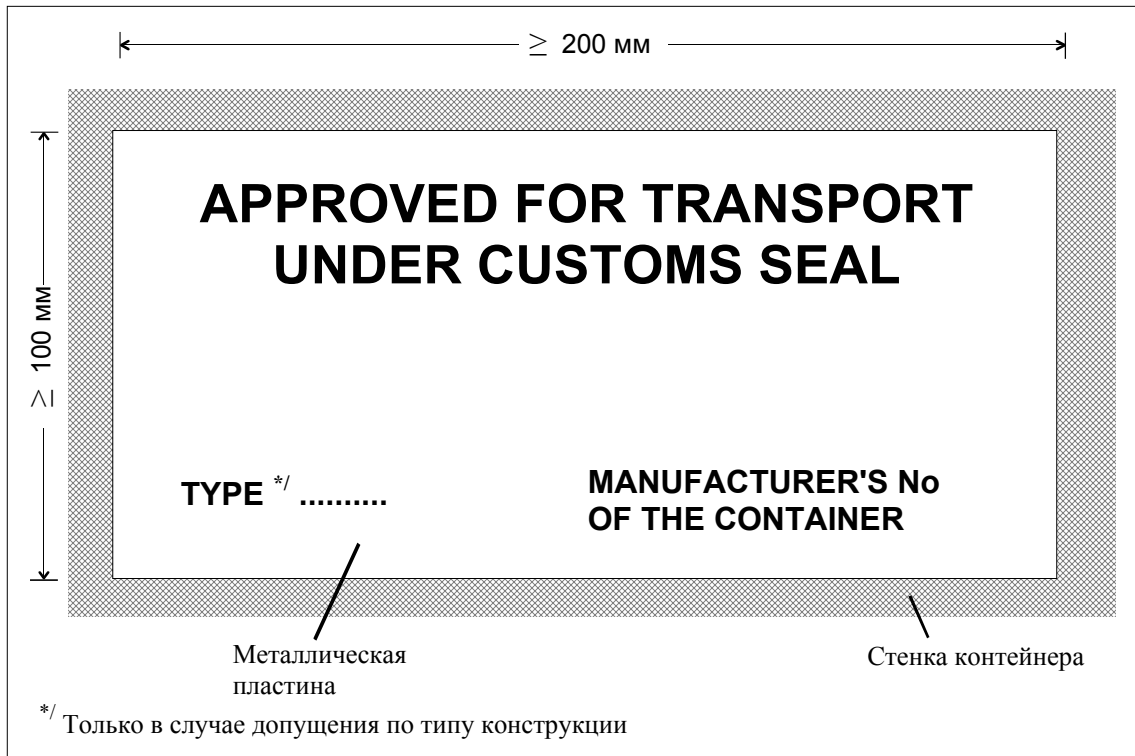 ≥ 200 мм
≥ 100 мм
APPROVED FOR TRANSPORT
UNDER CUSTOMS SEAL
TYPE */ ..........
MANUFACTURER'S No
OF THE CONTAINER
Металлическая
пластина
Стенка контейнера
*/ Только в случае допущения по типу конструкции